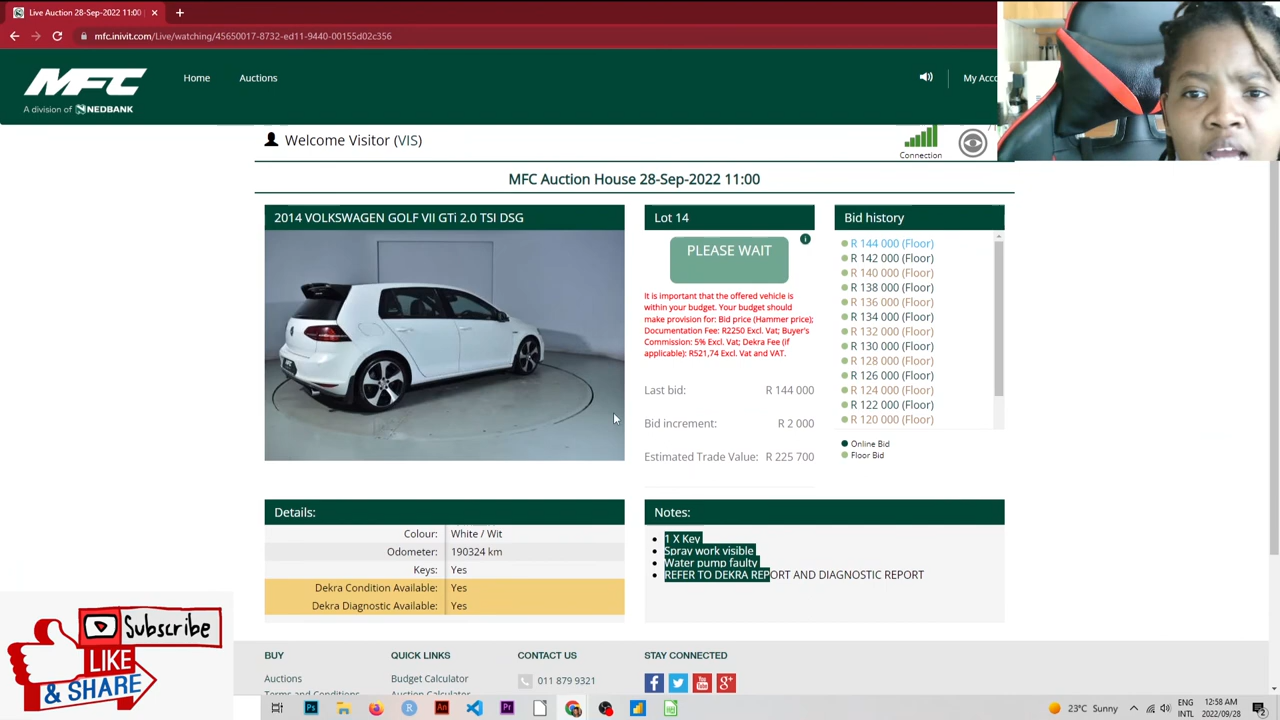 Live Auction 28-Sep-2022 11:00
mfc.inivit.com/Live/watching/45650017-8732-ed11-9440-00155d02c356
MFC
A division of NEDBANK
Home
Auctions
My Acco
Welcome Visitor (VIS)
Connection
MFC Auction House 28-Sep-2022 11:00
2014 VOLKSWAGEN GOLF VII GTi 2.0 TSI DSG
Lot 14
PLEASE WAIT
It is important that the offered vehicle is
within your budget. Your budget should
make provision for: Bid price (Hammer price);
Documentation Fee: R2250 Excl. Vat; Buyer's
Commission: 5% Excl. Vat; Dekra Fee (if
applicable): R521,74 Excl. Vat and VAT.
Last bid: R 144 000
Bid increment: R 2 000
Estimated Trade Value: R 225 700
Bid history
R 144 000 (Floor)
R 142 000 (Floor)
R 140 000 (Floor)
R 138 000 (Floor)
R 136 000 (Floor)
R 134 000 (Floor)
R 132 000 (Floor)
R 130 000 (Floor)
R 128 000 (Floor)
R 126 000 (Floor)
R 124 000 (Floor)
R 122 000 (Floor)
R 120 000 (Floor)
Online Bid
Floor Bid
Details:
Colour: White / Wit
Odometer: 190324 km
Keys: Yes
Dekra Condition Available: Yes
Dekra Diagnostic Available: Yes
Notes:
1 X Key
Spray work visible
Water pump faulty
REFER TO DEKRA REPORT AND DIAGNOSTIC REPORT
Subscribe
LIKE
& SHARE
BUY
Auctions
Terms and Conditions
QUICK LINKS
Budget Calculator
Auction Calculator
CONTACT US
011 879 9321
STAY CONNECTED
23°C Sunny
ENG
INTL
12:58 AM
2022/09/28